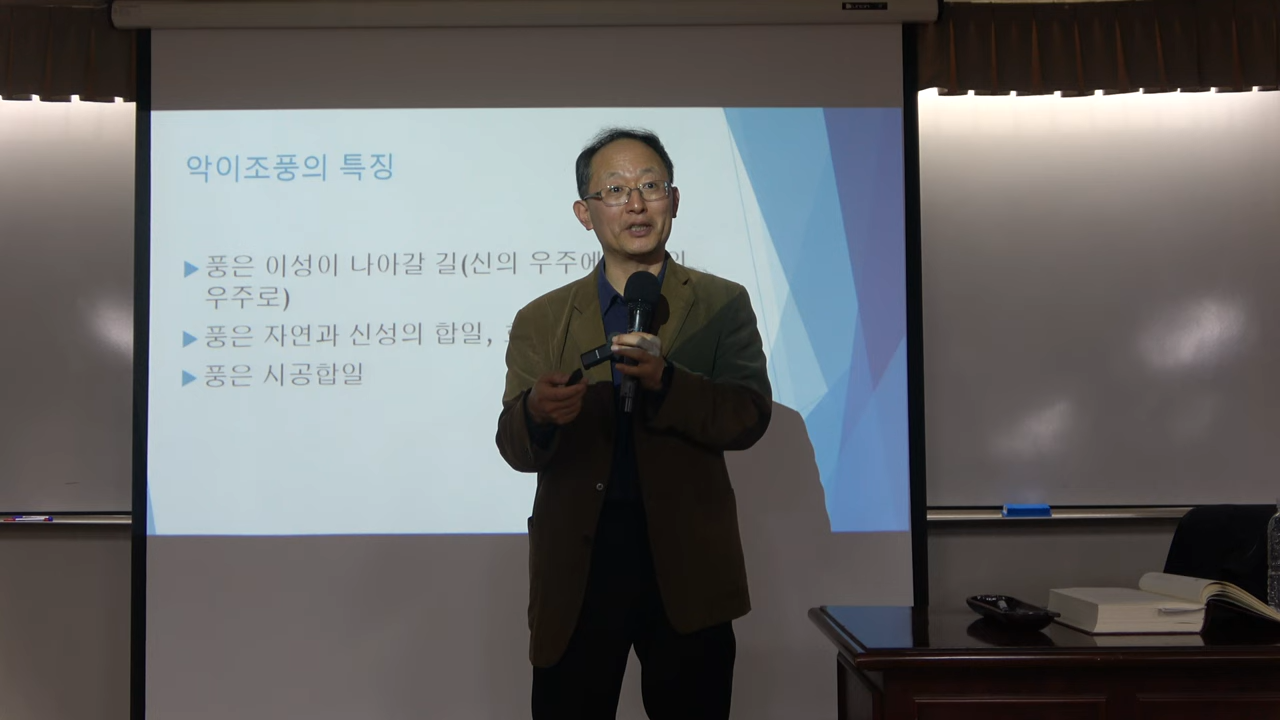 악이조풍의 특징
풍은 이성이 나아갈 길(신의 우주에
우주로)
풍은 자연과 신성의 합일,
풍은 시공합일